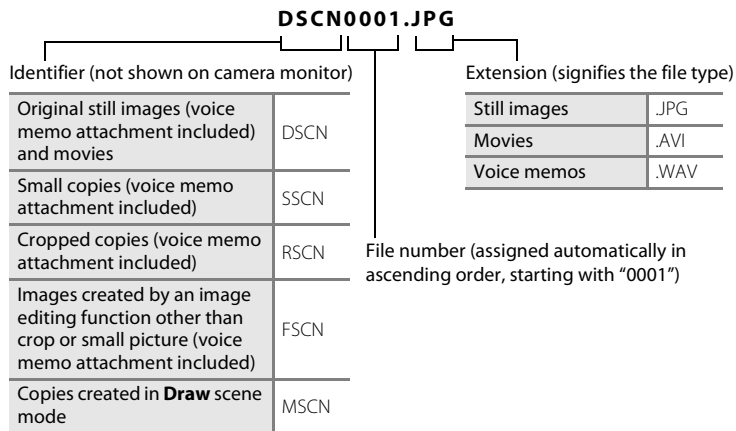 DSCN0001.JPG
Identifier (not shown on camera monitor)
Original still images (voice
memo attachment included)
and movies
DSCN
Small copies (voice memo
attachment included)
SSCN
Cropped copies (voice memo
attachment included)
RSCN
Images created by an image
editing function other than
crop or small picture (voice
memo attachment included)
FSCN
Copies created in Draw scene
mode
MSCN
Extension (signifies the file type)
Still images .JPG
Movies .AVI
Voice memos .WAV
File number (assigned automatically in
ascending order, starting with “0001”)